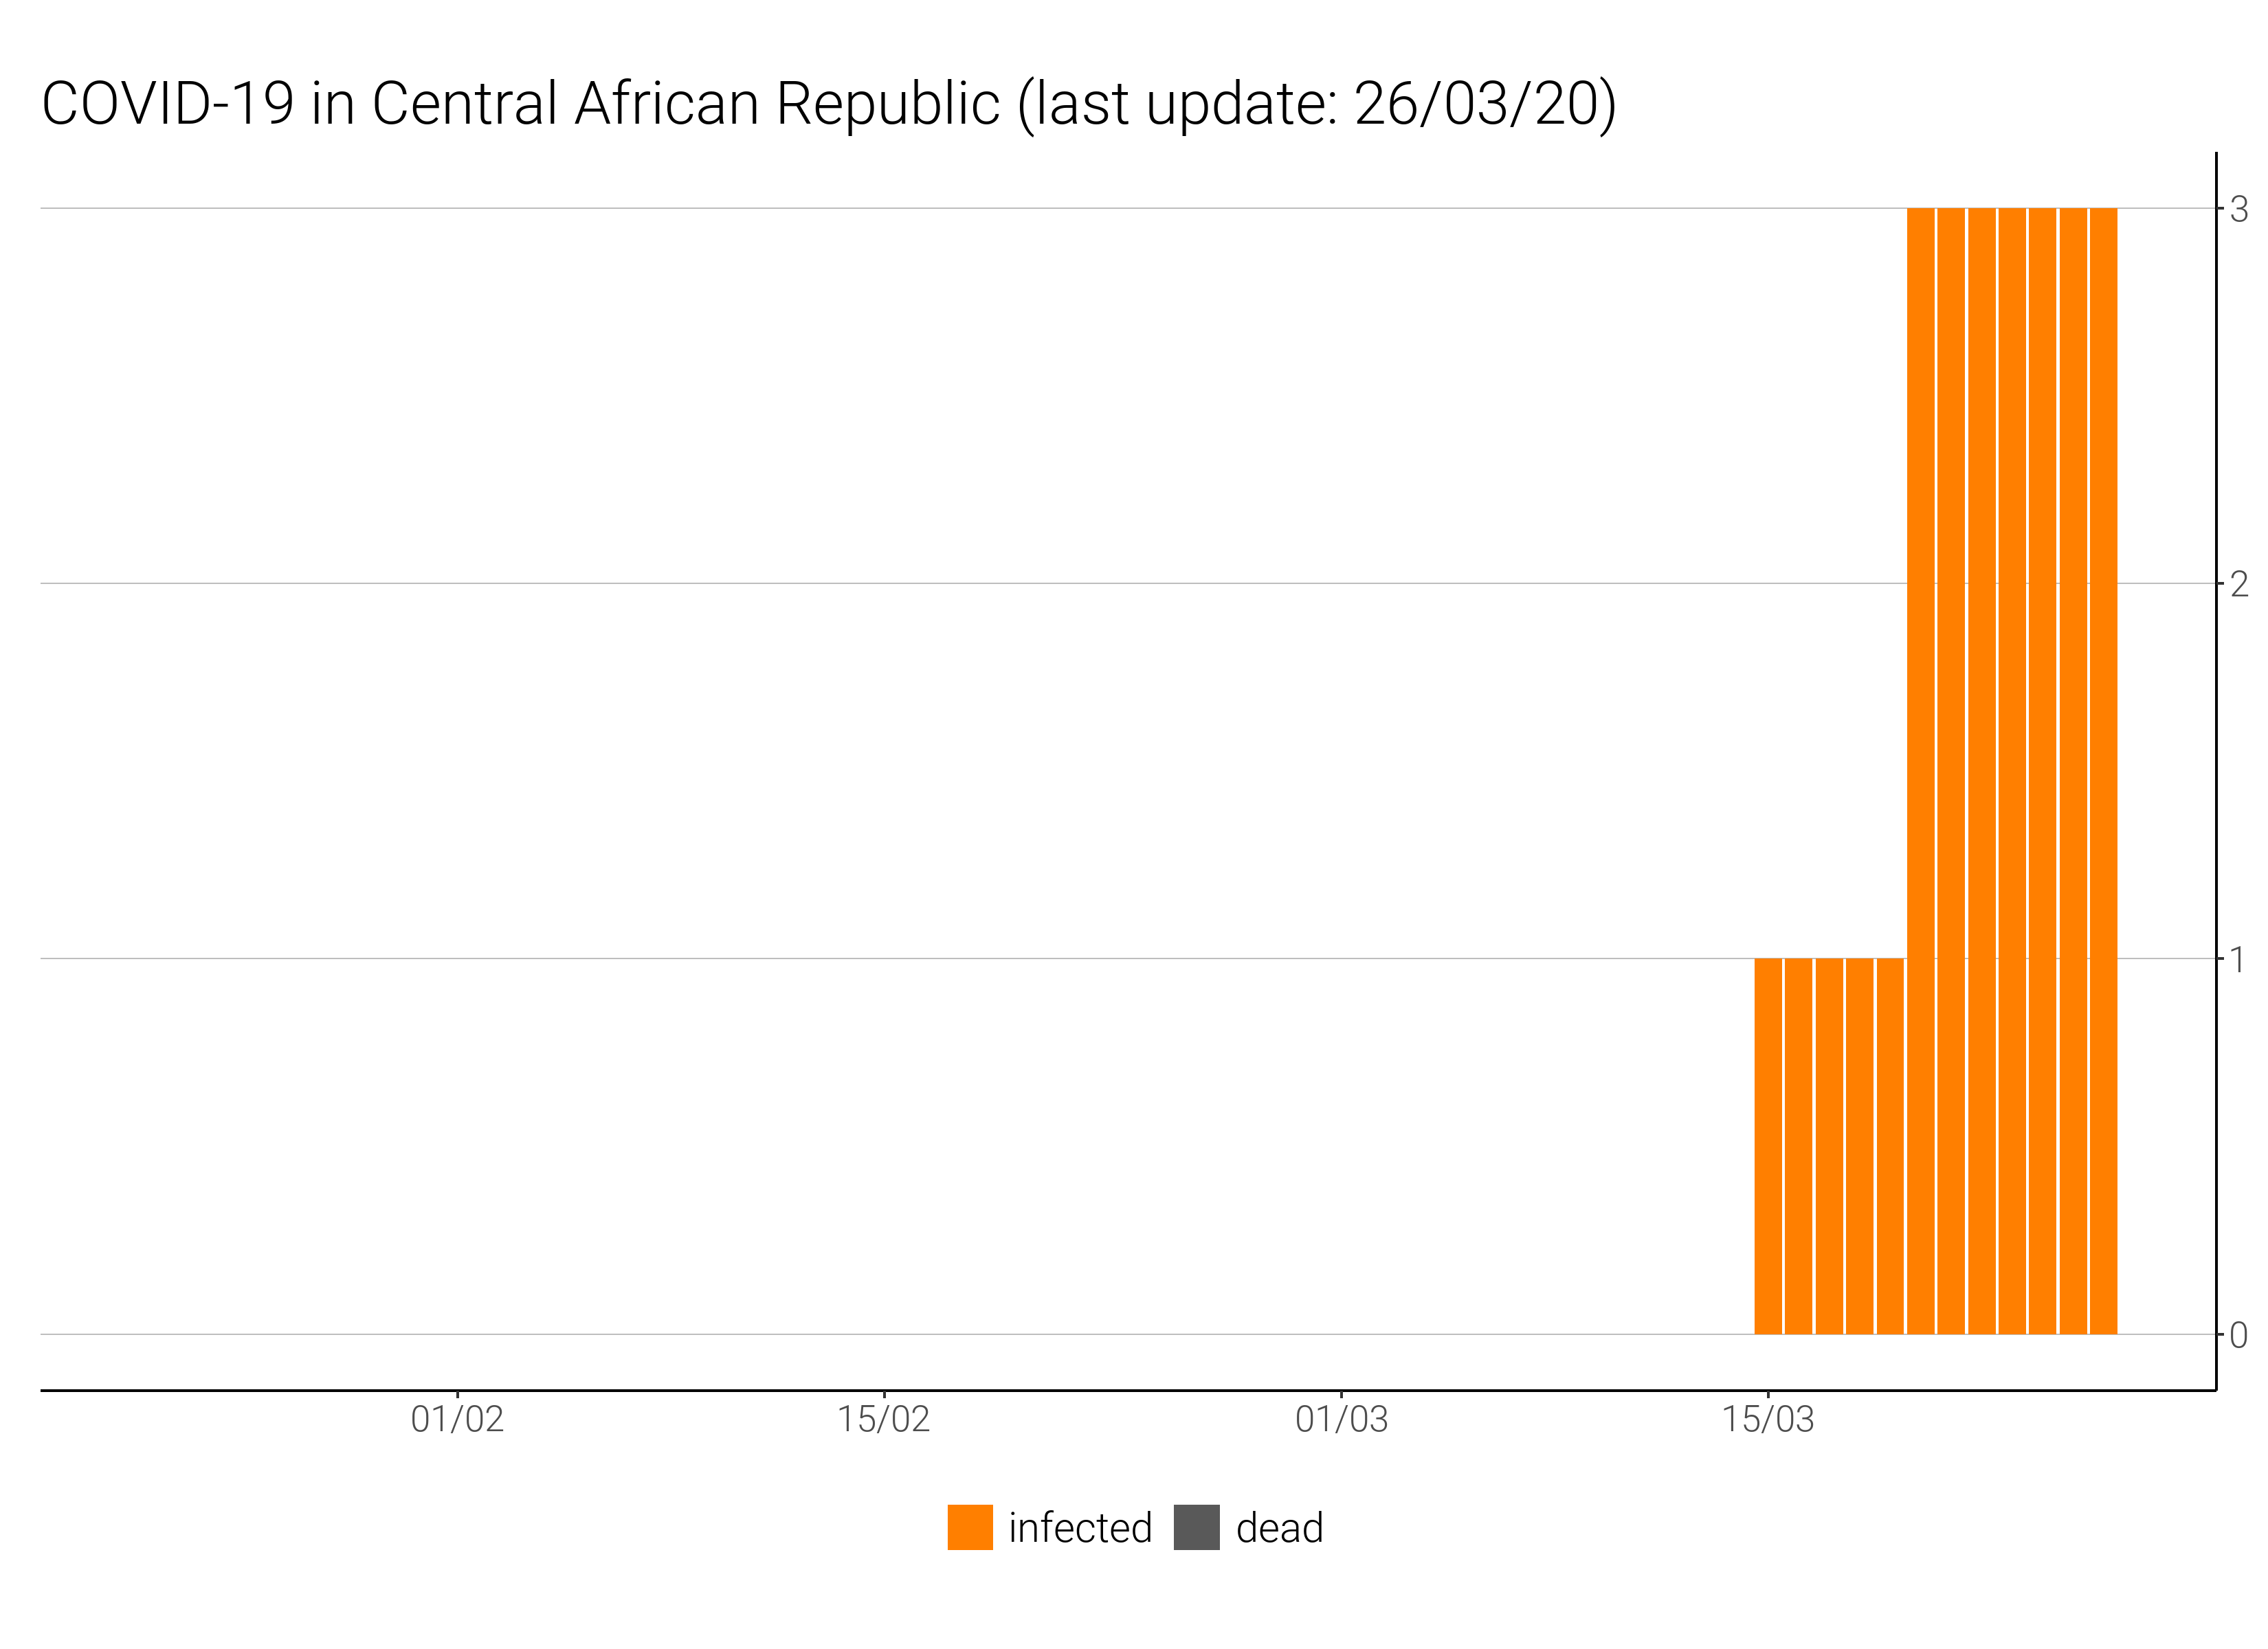 COVID-19 in Central African Republic (last update: 26/03/20)
3
2
1
0
01/02 15/02 01/03 15/03
infected dead